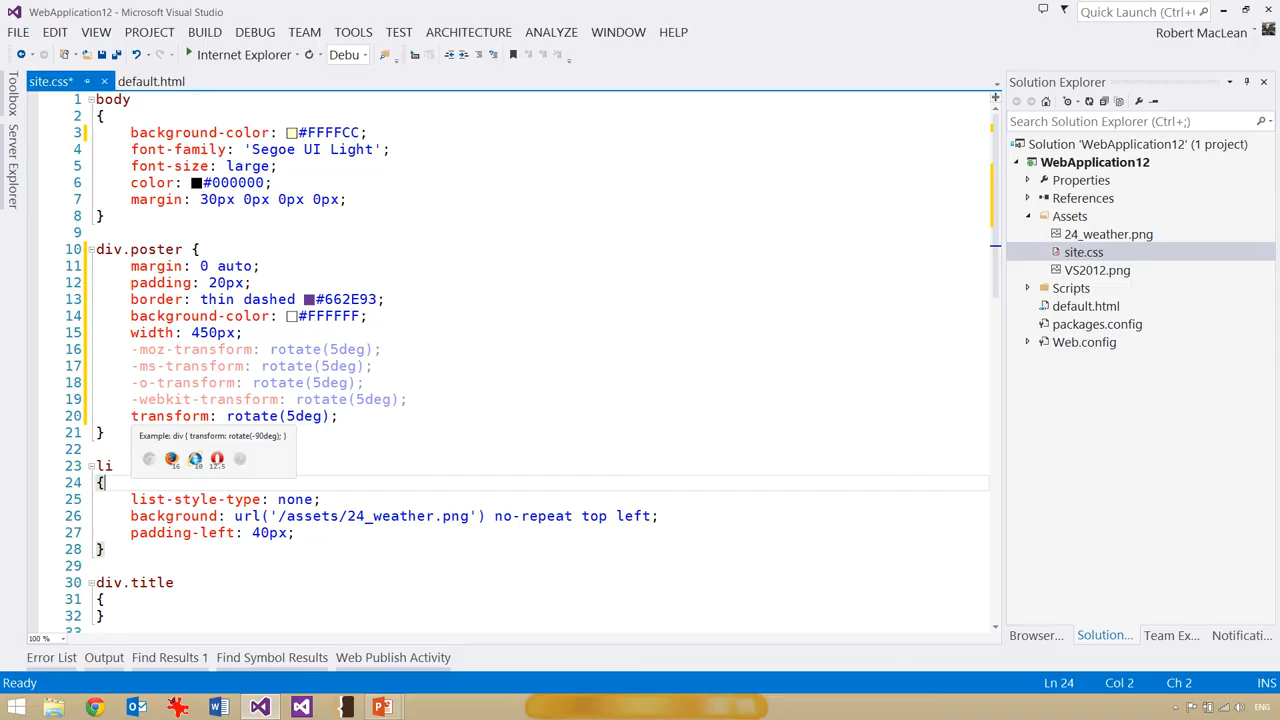 WebApplication12 - Microsoft Visual Studio
Quick Launch (Ctrl+
FILE EDIT VIEW PROJECT BUILD DEBUG TEAM TOOLS TEST ARCHITECTURE ANALYZE WINDOW HELP
Robert MacLean
Internet Explorer
Debu
site.css*
default.html
Toolbox
Server Explorer
1 body
2 {
3 background-color: #FFFFCC;
4 font-family: 'Segoe UI Light';
5 font-size: large;
6 color: #000000;
7 margin: 30px 0px 0px 0px;
8 }
9
10 div.poster {
11 margin: 0 auto;
12 padding: 20px;
13 border: thin dashed #662E93;
14 background-color: #FFFFFF;
15 width: 450px;
16 -moz-transform: rotate(5deg);
17 -ms-transform: rotate(5deg);
18 -o-transform: rotate(5deg);
19 -webkit-transform: rotate(5deg);
20 transform: rotate(5deg);
21 }
Example: div { transform: rotate(-90deg); }
16 10 12.5
22
23 li
24 {
25 list-style-type: none;
26 background: url('/assets/24_weather.png') no-repeat top left;
27 padding-left: 40px;
28 }
29
30 div.title
31 {
32 }
33
100 %
Solution Explorer
Search Solution Explorer (Ctrl+;)
Solution 'WebApplication12' (1 project)
WebApplication12
Properties
References
Assets
24_weather.png
site.css
VS2012.png
Scripts
default.html
packages.config
Web.config
Browser... Solution... Team Ex... Notificati...
Error List Output Find Results 1 Find Symbol Results Web Publish Activity
Ready
Ln 24 Col 2 Ch 2 INS
ENG